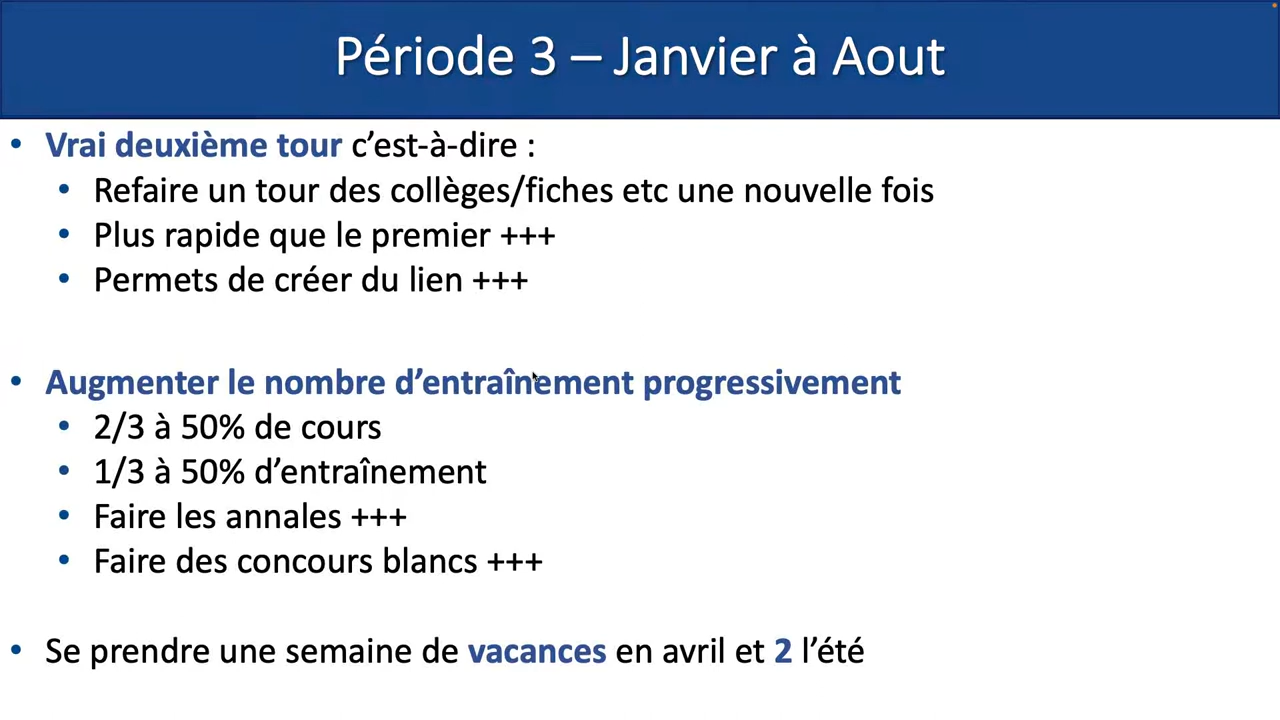 Période 3 – Janvier à Aout
• Vrai deuxième tour c’est-à-dire :
• Refaire un tour des collèges/fiches etc une nouvelle fois
• Plus rapide que le premier +++
• Permets de créer du lien +++
• Augmenter le nombre d’entraînement progressivement
• 2/3 à 50% de cours
• 1/3 à 50% d’entraînement
• Faire les annales +++
• Faire des concours blancs +++
• Se prendre une semaine de vacances en avril et 2 l’été